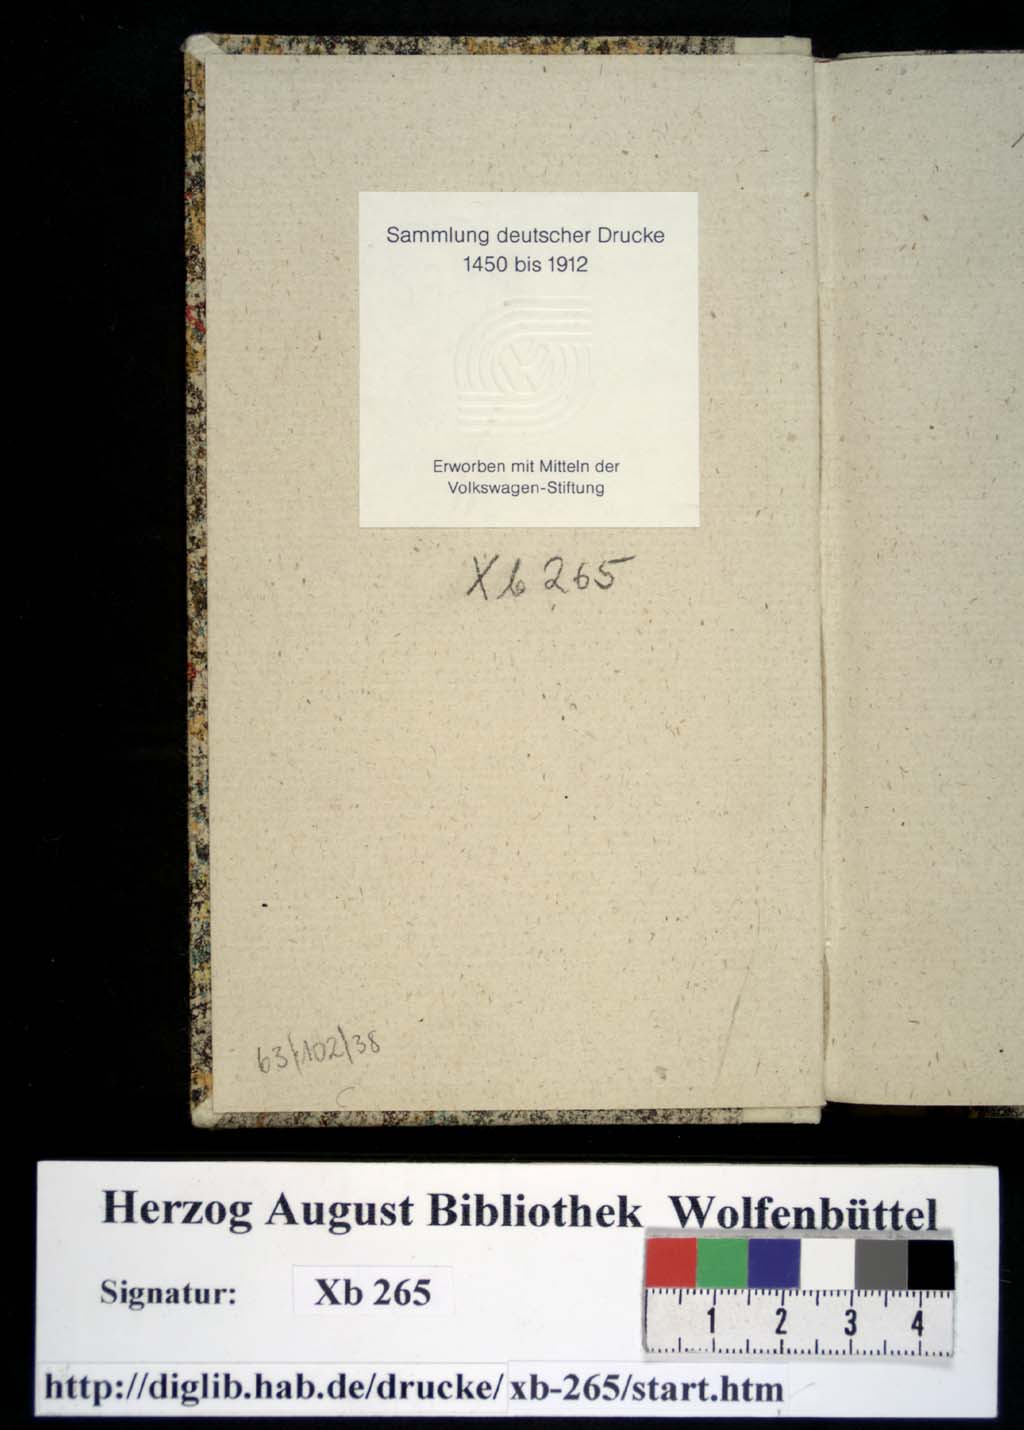 Sammlung deutscher Drucke
1450 bis 1912
Erworben mit Mitteln der
Volkswagen-Stiftung
Xb 265
63/102/38
Herzog August Bibliothek Wolfenbüttel
Signatur: Xb 265
1 2 3 4
http://diglib.hab.de/drucke/xb-265/start.htm